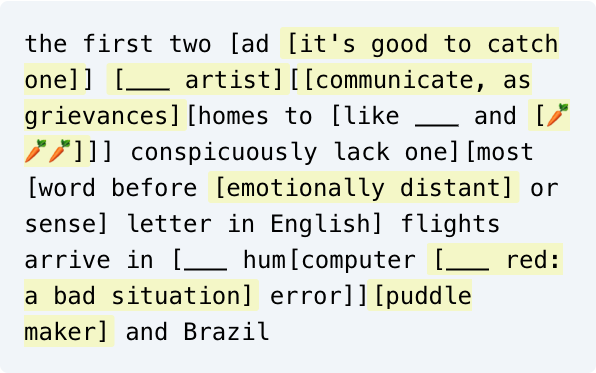 the first two [ad [it's good to catch
one]] [___ artist][[communicate, as
grievances][homes to [like ___ and [🥕
🥕🥕]]] conspicuously lack one][most
[word before [emotionally distant] or
sense] letter in English] flights
arrive in [___ hum[computer [___ red:
a bad situation] error]][puddle
maker] and Brazil